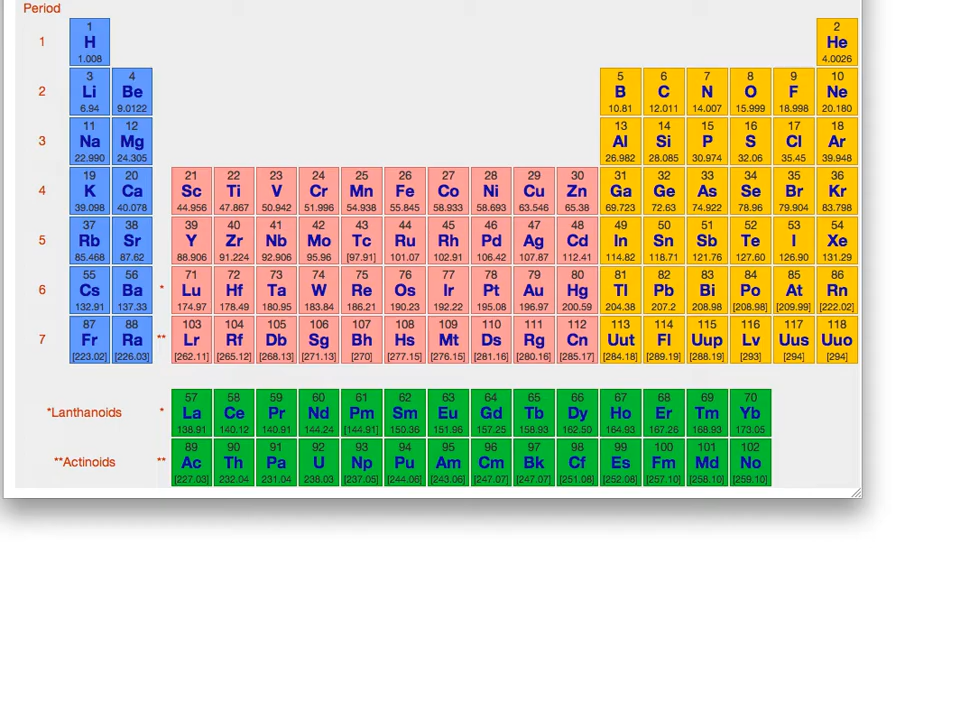 Period
1 2
1 H He
1.008 4.0026
3 4 5 6 7 8 9 10
2 Li Be B C N O F Ne
6.94 9.0122 10.81 12.011 14.007 15.999 18.998 20.180
11 12 13 14 15 16 17 18
3 Na Mg Al Si P S Cl Ar
22.990 24.305 26.982 28.085 30.974 32.06 35.45 39.948
19 20 21 22 23 24 25 26 27 28 29 30 31 32 33 34 35 36
4 K Ca Sc Ti V Cr Mn Fe Co Ni Cu Zn Ga Ge As Se Br Kr
39.098 40.078 44.956 47.867 50.942 51.996 54.938 55.845 58.933 58.693 63.546 65.38 69.723 72.63 74.922 78.96 79.904 83.798
37 38 39 40 41 42 43 44 45 46 47 48 49 50 51 52 53 54
5 Rb Sr Y Zr Nb Mo Tc Ru Rh Pd Ag Cd In Sn Sb Te I Xe
85.468 87.62 88.906 91.224 92.906 95.96 [97.91] 101.07 102.91 106.42 107.87 112.41 114.82 118.71 121.76 127.60 126.90 131.29
55 56 71 72 73 74 75 76 77 78 79 80 81 82 83 84 85 86
6 Cs Ba * Lu Hf Ta W Re Os Ir Pt Au Hg Tl Pb Bi Po At Rn
132.91 137.33 174.97 178.49 180.95 183.84 186.21 190.23 192.22 195.08 196.97 200.59 204.38 207.2 208.98 [208.98] [209.99] [222.02]
87 88 103 104 105 106 107 108 109 110 111 112 113 114 115 116 117 118
7 Fr Ra ** Lr Rf Db Sg Bh Hs Mt Ds Rg Cn Uut Fl Uup Lv Uus Uuo
[223.02] [226.03] [262.11] [265.12] [268.13] [271.13] [270] [277.15] [276.15] [281.16] [280.16] [285.17] [284.18] [289.19] [288.19] [293] [294] [294]
57 58 59 60 61 62 63 64 65 66 67 68 69 70
*Lanthanoids * La Ce Pr Nd Pm Sm Eu Gd Tb Dy Ho Er Tm Yb
138.91 140.12 140.91 144.24 [144.91] 150.36 151.96 157.25 158.93 162.50 164.93 167.26 168.93 173.05
89 90 91 92 93 94 95 96 97 98 99 100 101 102
**Actinoids ** Ac Th Pa U Np Pu Am Cm Bk Cf Es Fm Md No
[227.03] 232.04 231.04 238.03 [237.05] [244.06] [243.06] [247.07] [247.07] [251.08] [252.08] [257.10] [258.10] [259.10]